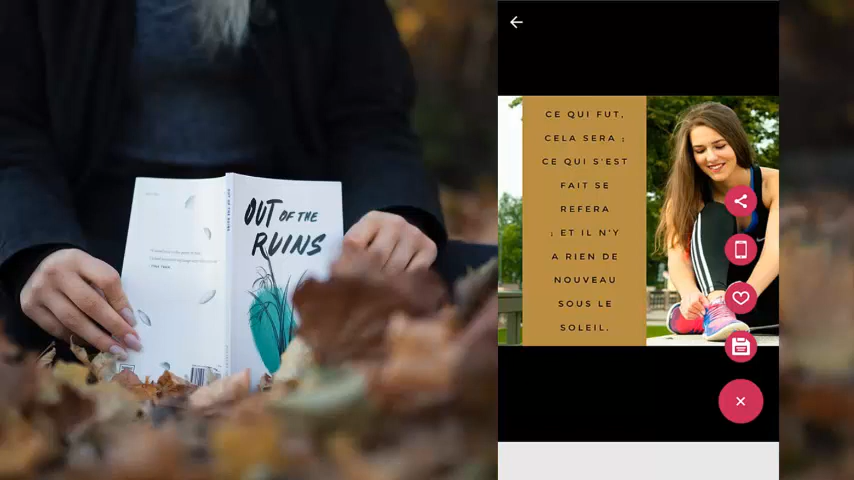 OUT OF THE
RUINS
CE QUI FUT,
CELA SERA ;
CE QUI S'EST
FAIT SE
REFERA
; ET IL N'Y
A RIEN DE
NOUVEAU
SOUS LE
SOLEIL.